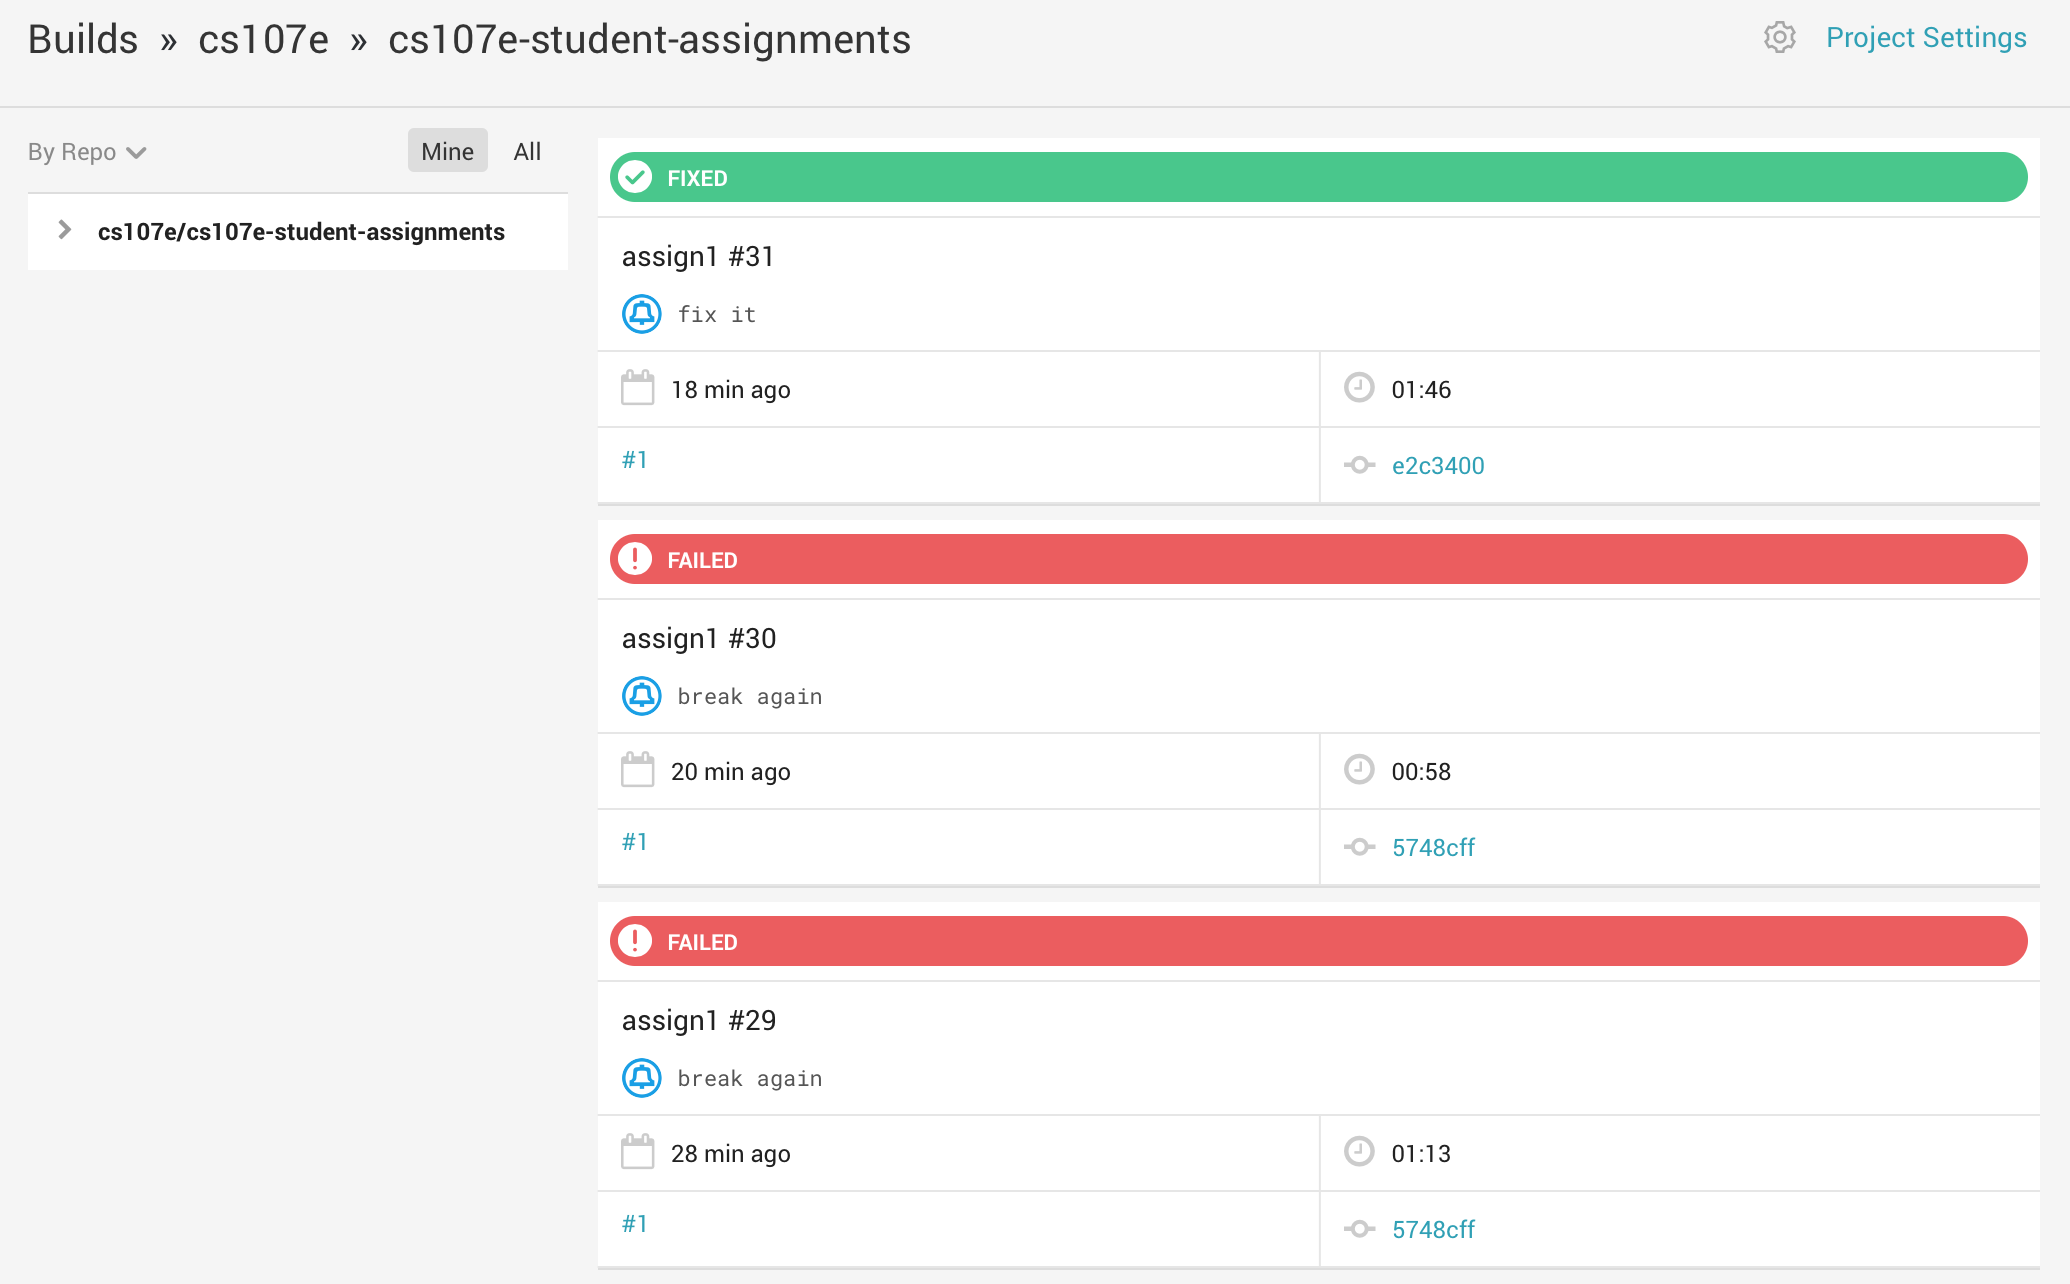 Builds » cs107e » cs107e-student-assignments
Project Settings
By Repo
Mine
All
cs107e/cs107e-student-assignments
FIXED
assign1 #31
fix it
18 min ago
01:46
#1
e2c3400
FAILED
assign1 #30
break again
20 min ago
00:58
#1
5748cff
FAILED
assign1 #29
break again
28 min ago
01:13
#1
5748cff